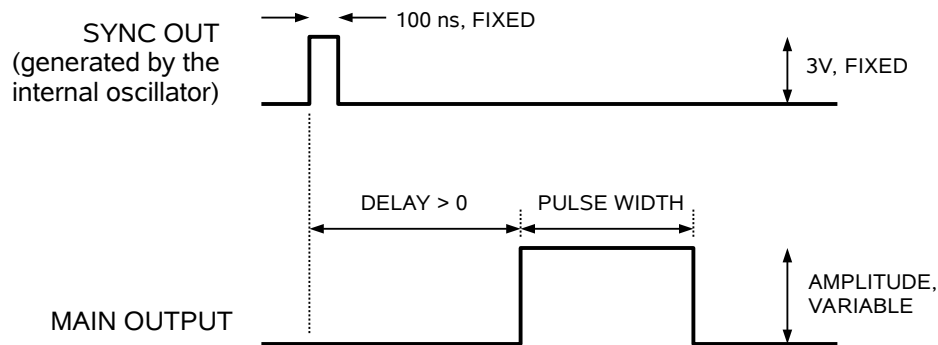 100 ns, FIXED
SYNC OUT
(generated by the
internal oscillator)
3V, FIXED
DELAY > 0
PULSE WIDTH
AMPLITUDE,
VARIABLE
MAIN OUTPUT